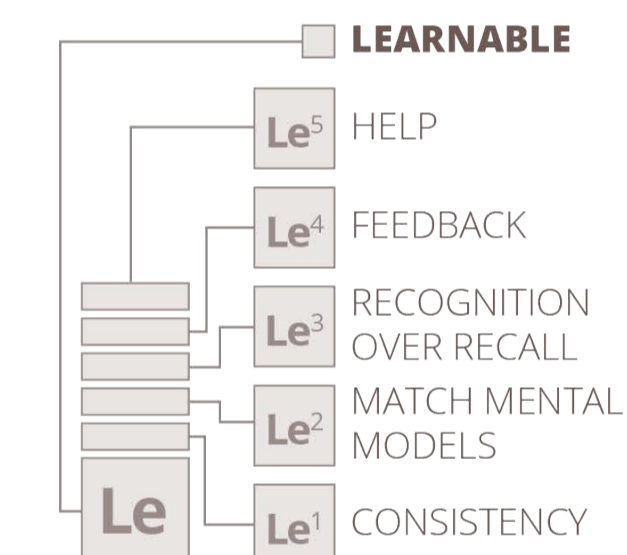 LEARNABLE
Le⁵ HELP
Le⁴ FEEDBACK
Le³ RECOGNITION
OVER RECALL
Le² MATCH MENTAL
MODELS
Le
Le¹ CONSISTENCY